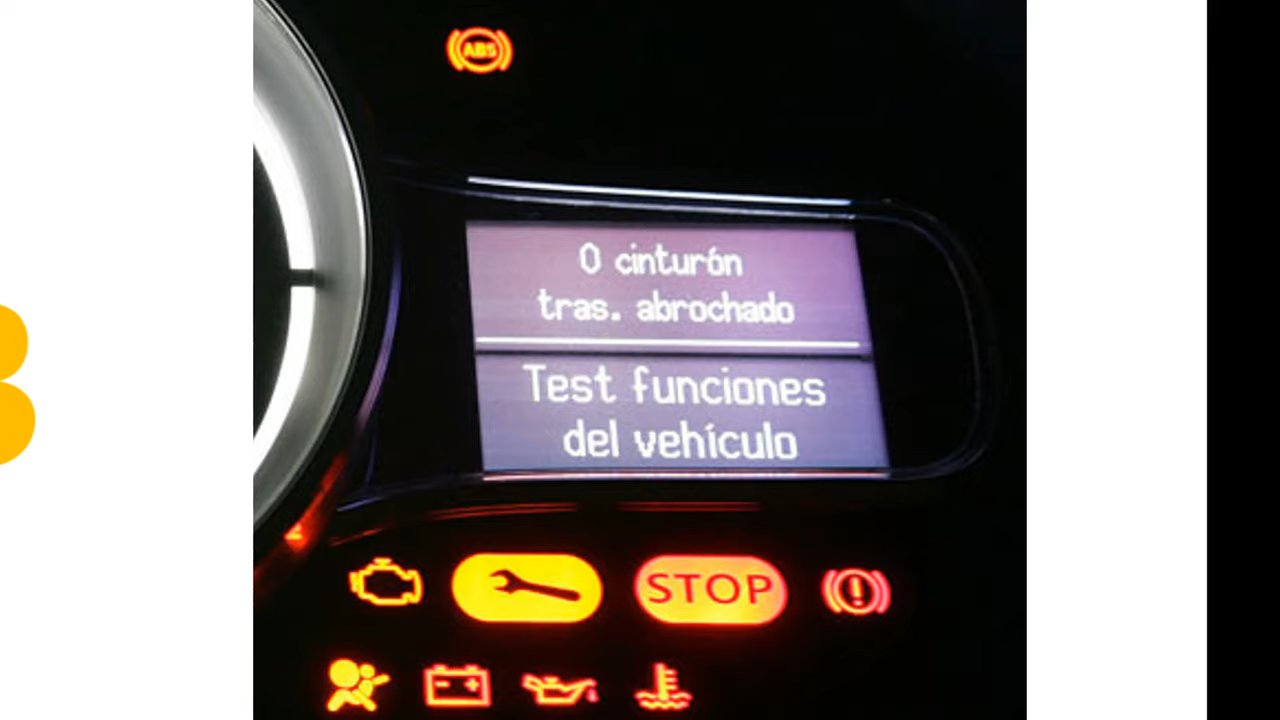 ABS
0 cinturón
tras. abrochado
Test funciones
del vehículo
STOP